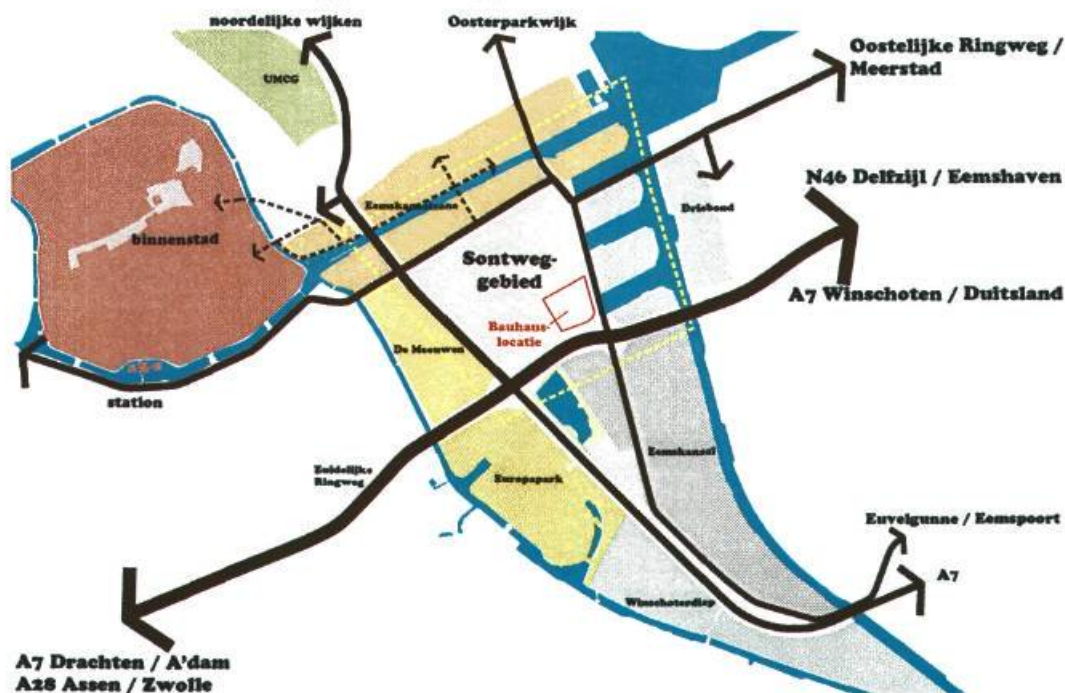 noordelijke wijken
Oosterparkwijk
Oostelijke Ringweg /
Meerstad
UMCG
N46 Delfzijl / Eemshaven
Driebond
Eemskanaalzone
binnenstad
Sontweg-
gebied
A7 Winschoten / Duitsland
Bauhaus-
locatie
De Meeuwen
station
Eemskanaal
Zuidelijke
Ringweg
Europapark
Euvelgunne / Eemspoort
A7
Winschoterdiep
A7 Drachten / A'dam
A28 Assen / Zwolle